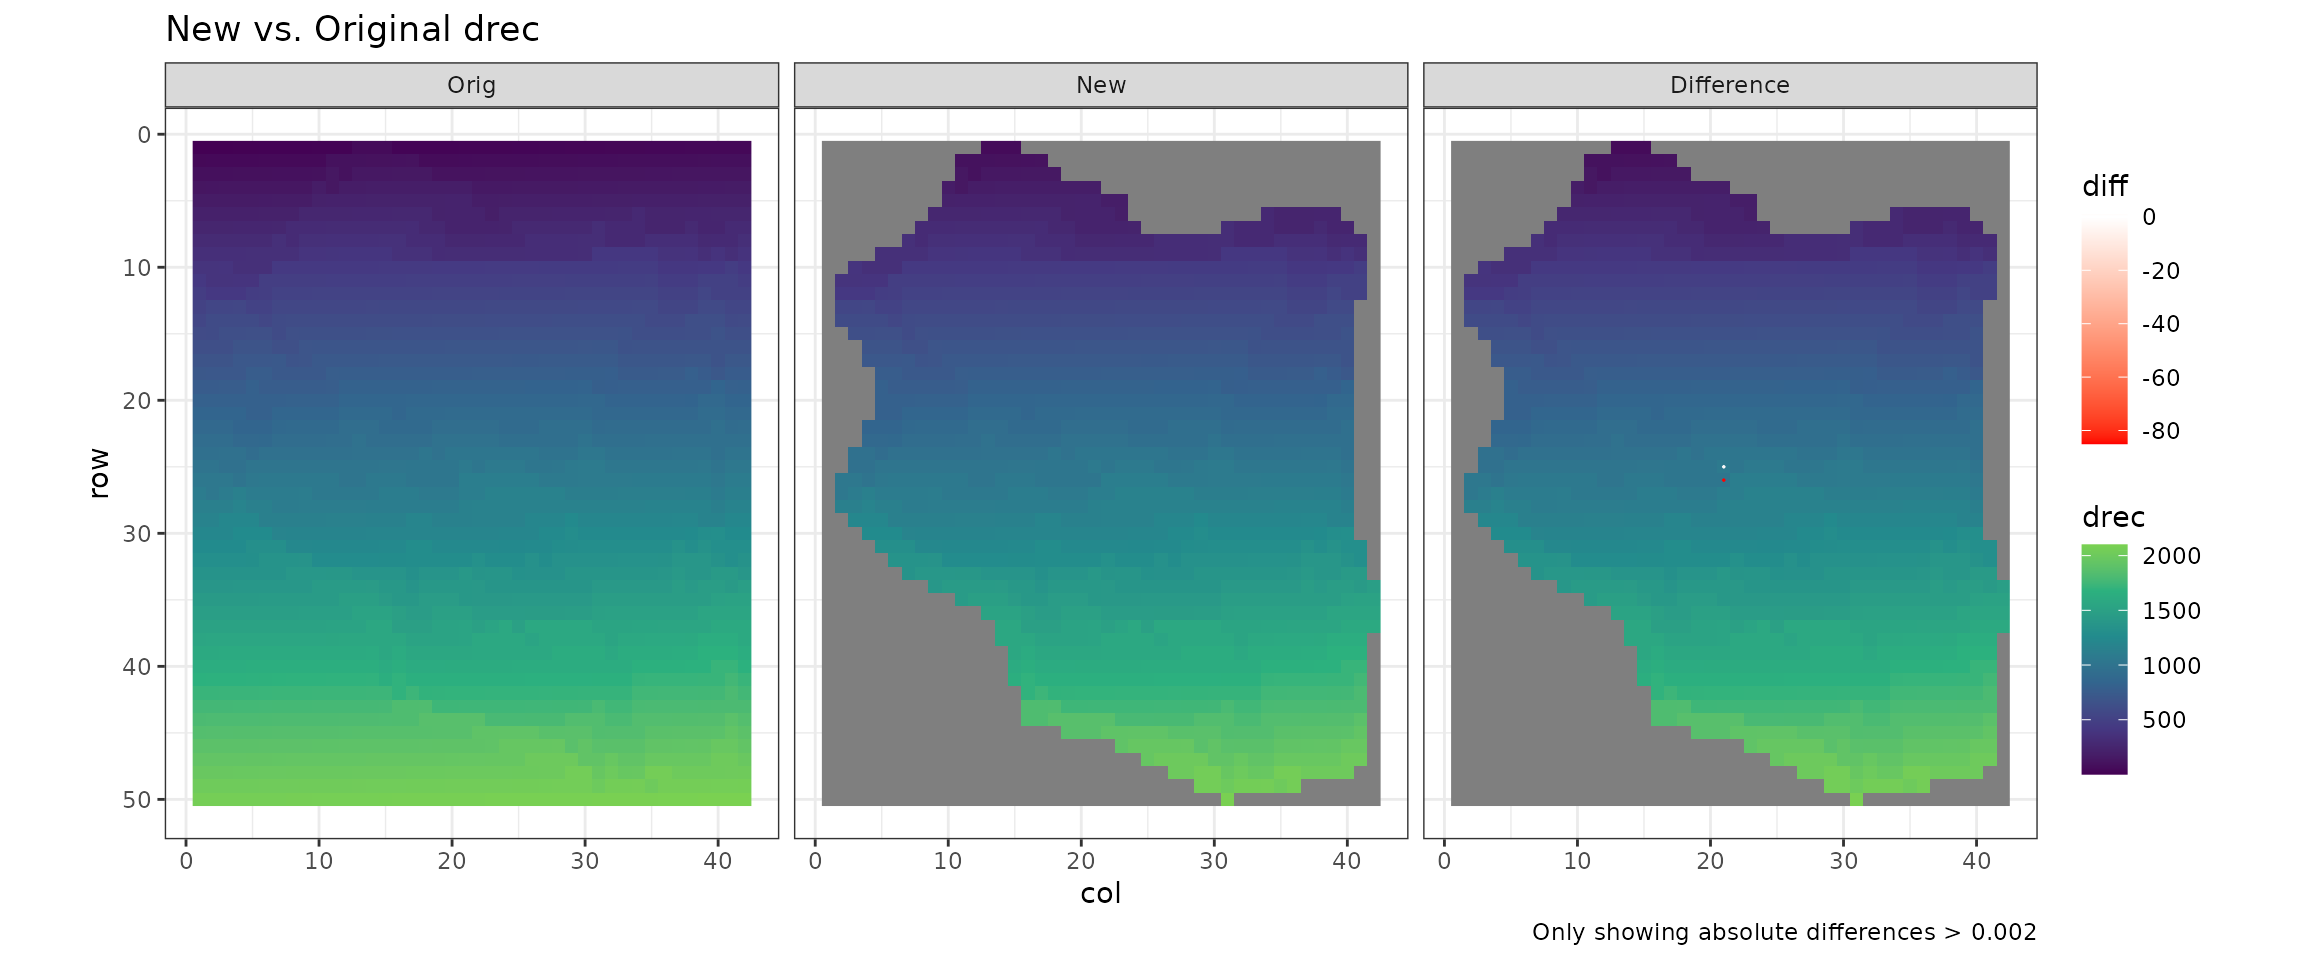 New vs. Original drec
Orig
New
Difference
row
0
10
20
30
40
50
0 10 20 30 40
0 10 20 30 40
0 10 20 30 40
col
diff
0
-20
-40
-60
-80
drec
2000
1500
1000
500
Only showing absolute differences > 0.002